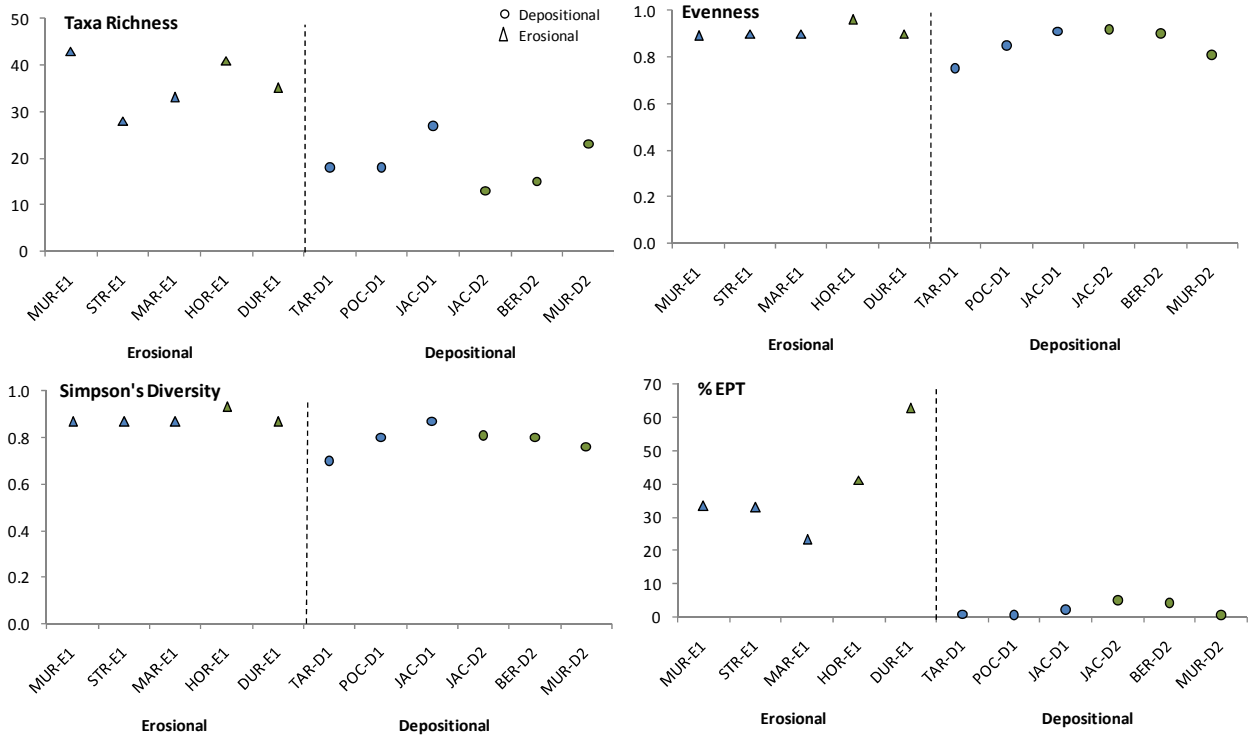 Taxa Richness
Depositional
Erosional
50
40
30
20
10
0
MUR-E1
STR-E1
MAR-E1
HOR-E1
DUR-E1
TAR-D1
POC-D1
JAC-D1
JAC-D2
BER-D2
MUR-D2
Erosional
Depositional
Evenness
1.0
0.8
0.6
0.4
0.2
0.0
MUR-E1
STR-E1
MAR-E1
HOR-E1
DUR-E1
TAR-D1
POC-D1
JAC-D1
JAC-D2
BER-D2
MUR-D2
Erosional
Depositional
Simpson's Diversity
1.0
0.8
0.6
0.4
0.2
0.0
MUR-E1
STR-E1
MAR-E1
HOR-E1
DUR-E1
TAR-D1
POC-D1
JAC-D1
JAC-D2
BER-D2
MUR-D2
Erosional
Depositional
% EPT
70
60
50
40
30
20
10
0
MUR-E1
STR-E1
MAR-E1
HOR-E1
DUR-E1
TAR-D1
POC-D1
JAC-D1
JAC-D2
BER-D2
MUR-D2
Erosional
Depositional